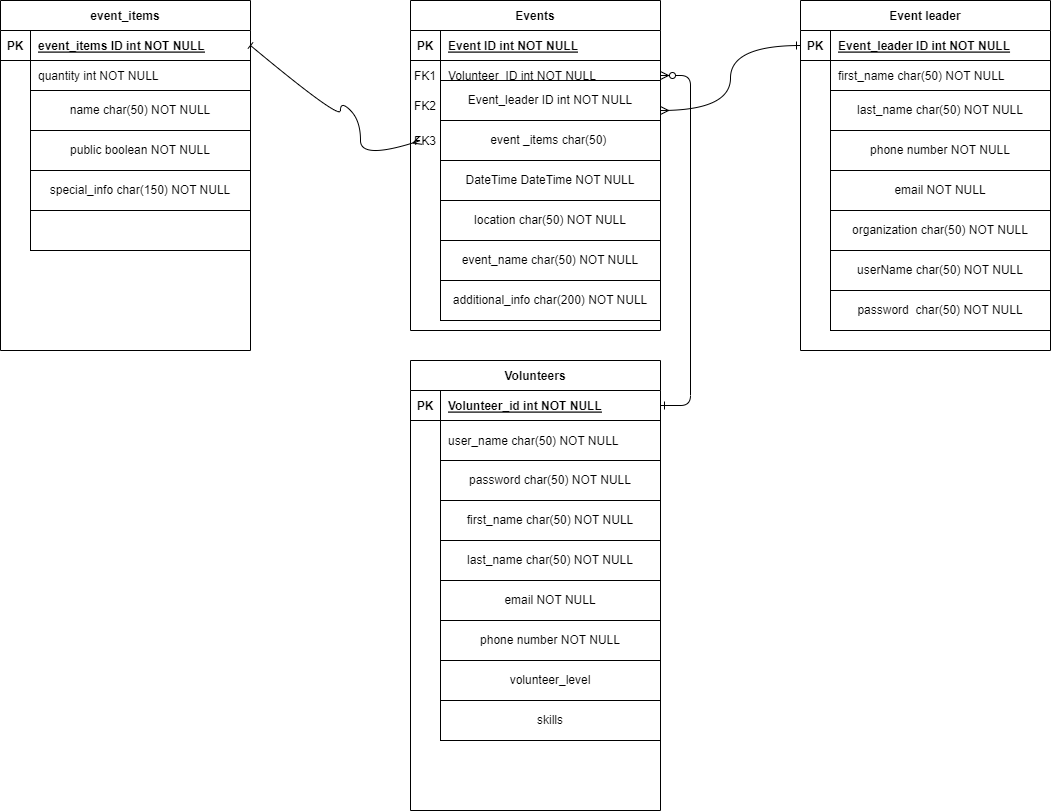 event_items
PK
event_items ID int NOT NULL
quantity int NOT NULL
name char(50) NOT NULL
public boolean NOT NULL
special_info char(150) NOT NULL
Events
PK
Event ID int NOT NULL
FK1
Volunteer_ID int NOT NULL
FK2
Event_leader ID int NOT NULL
FK3
event _items char(50)
DateTime DateTime NOT NULL
location char(50) NOT NULL
event_name char(50) NOT NULL
additional_info char(200) NOT NULL
Event leader
PK
Event_leader ID int NOT NULL
first_name char(50) NOT NULL
last_name char(50) NOT NULL
phone number NOT NULL
email NOT NULL
organization char(50) NOT NULL
userName char(50) NOT NULL
password  char(50) NOT NULL
Volunteers
PK
Volunteer_id int NOT NULL
user_name char(50) NOT NULL
password char(50) NOT NULL
first_name char(50) NOT NULL
last_name char(50) NOT NULL
email NOT NULL
phone number NOT NULL
volunteer_level
skills